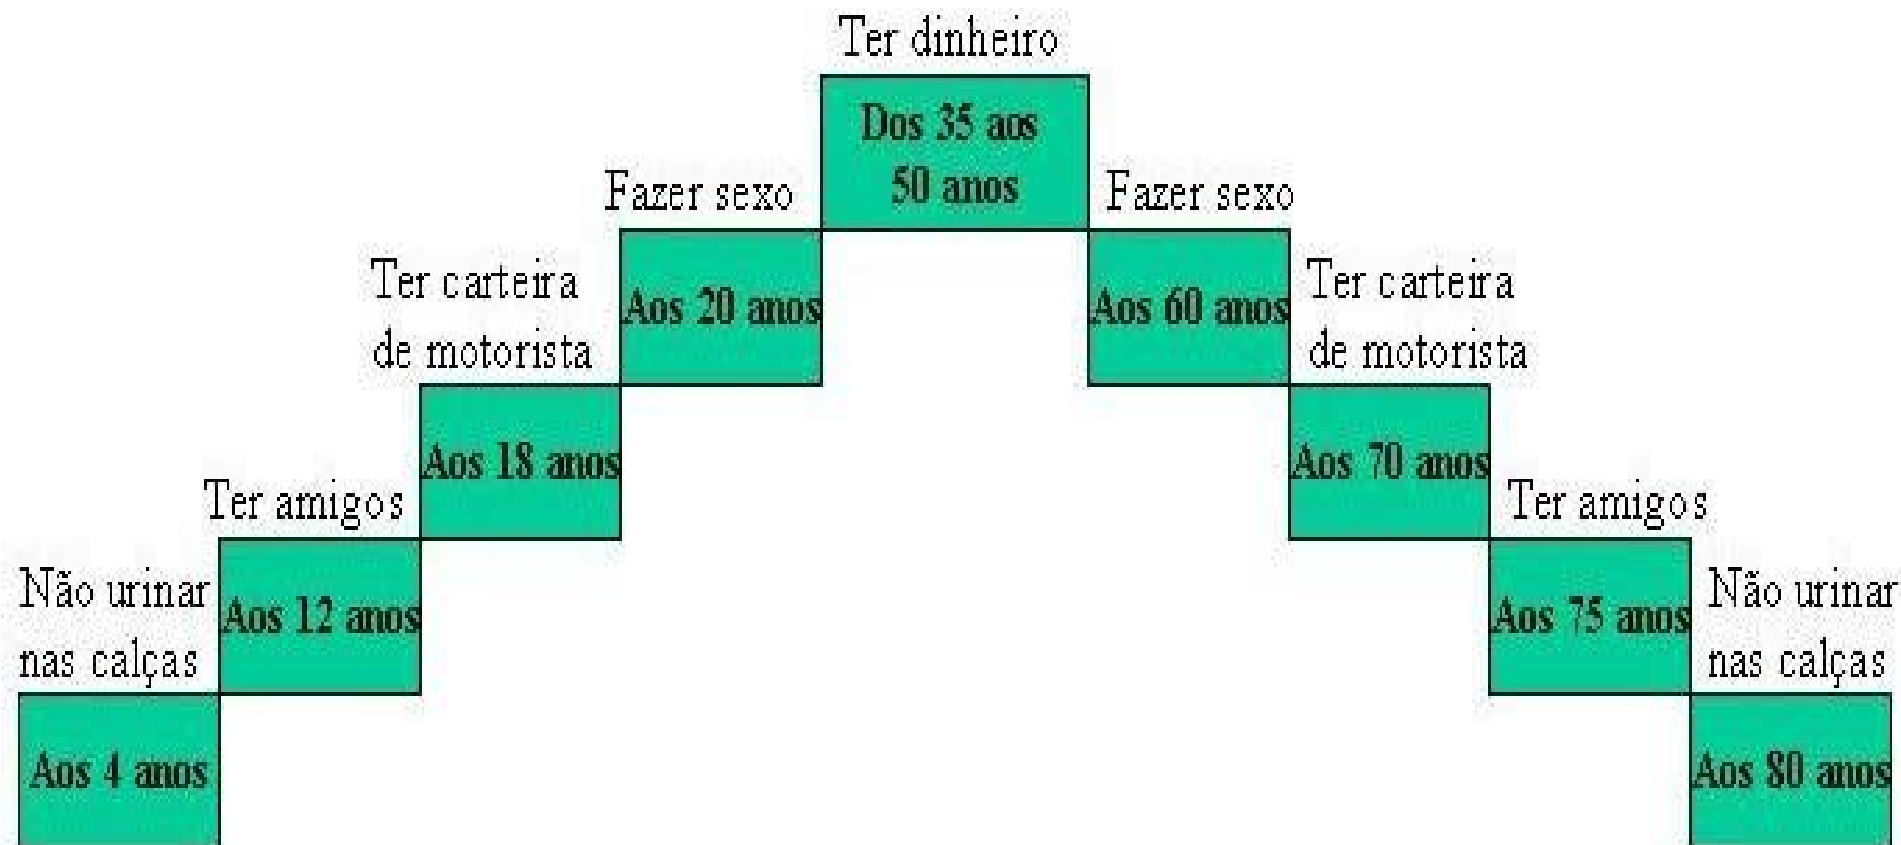 Ter dinheiro
Dos 35 aos
50 anos
Fazer sexo
Aos 20 anos
Fazer sexo
Aos 60 anos
Ter carteira
de motorista
Aos 18 anos
Ter carteira
de motorista
Aos 70 anos
Ter amigos
Aos 12 anos
Ter amigos
Aos 75 anos
Não urinar
nas calças
Aos 4 anos
Não urinar
nas calças
Aos 80 anos